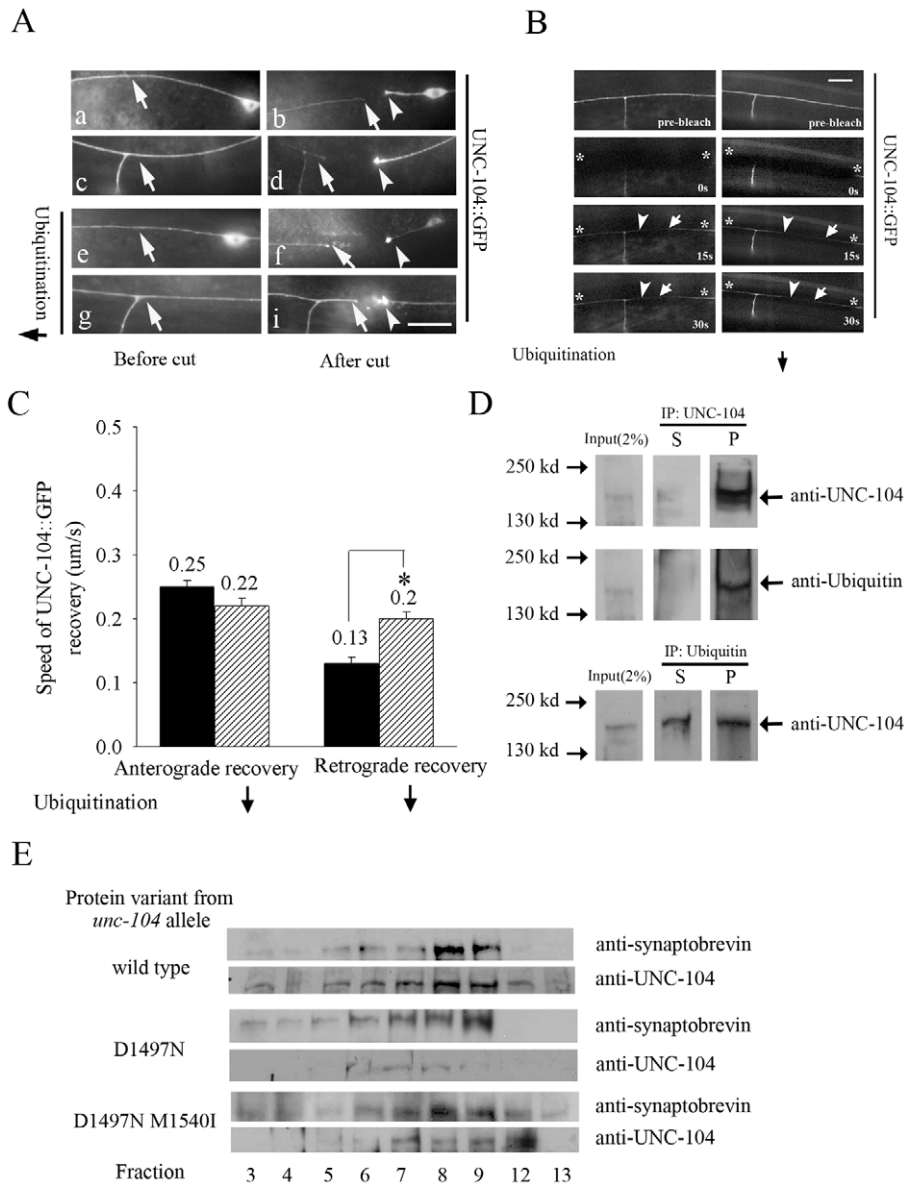 A
a
b
c
d
e
f
g
i
Ubiquitination
UNC-104::GFP
Before cut
After cut
B
pre-bleach
pre-bleach
*
*
0s
*
*
0s
*
*
15s
*
*
15s
*
*
30s
*
*
30s
UNC-104::GFP
Ubiquitination
C
Speed of UNC-104::GFP
recovery (um/s)
0.5
0.4
0.3
0.2
0.1
0.0
0.25
0.22
0.13
*
0.2
Anterograde recovery
Retrograde recovery
Ubiquitination
D
IP: UNC-104
Input(2%)
S
P
250 kd
130 kd
anti-UNC-104
250 kd
130 kd
anti-Ubiquitin
IP: Ubiquitin
Input(2%)
S
P
250 kd
130 kd
anti-UNC-104
E
Protein variant from
unc-104 allele
wild type
anti-synaptobrevin
anti-UNC-104
D1497N
anti-synaptobrevin
anti-UNC-104
D1497N M1540I
anti-synaptobrevin
anti-UNC-104
Fraction 3 4 5 6 7 8 9 12 13